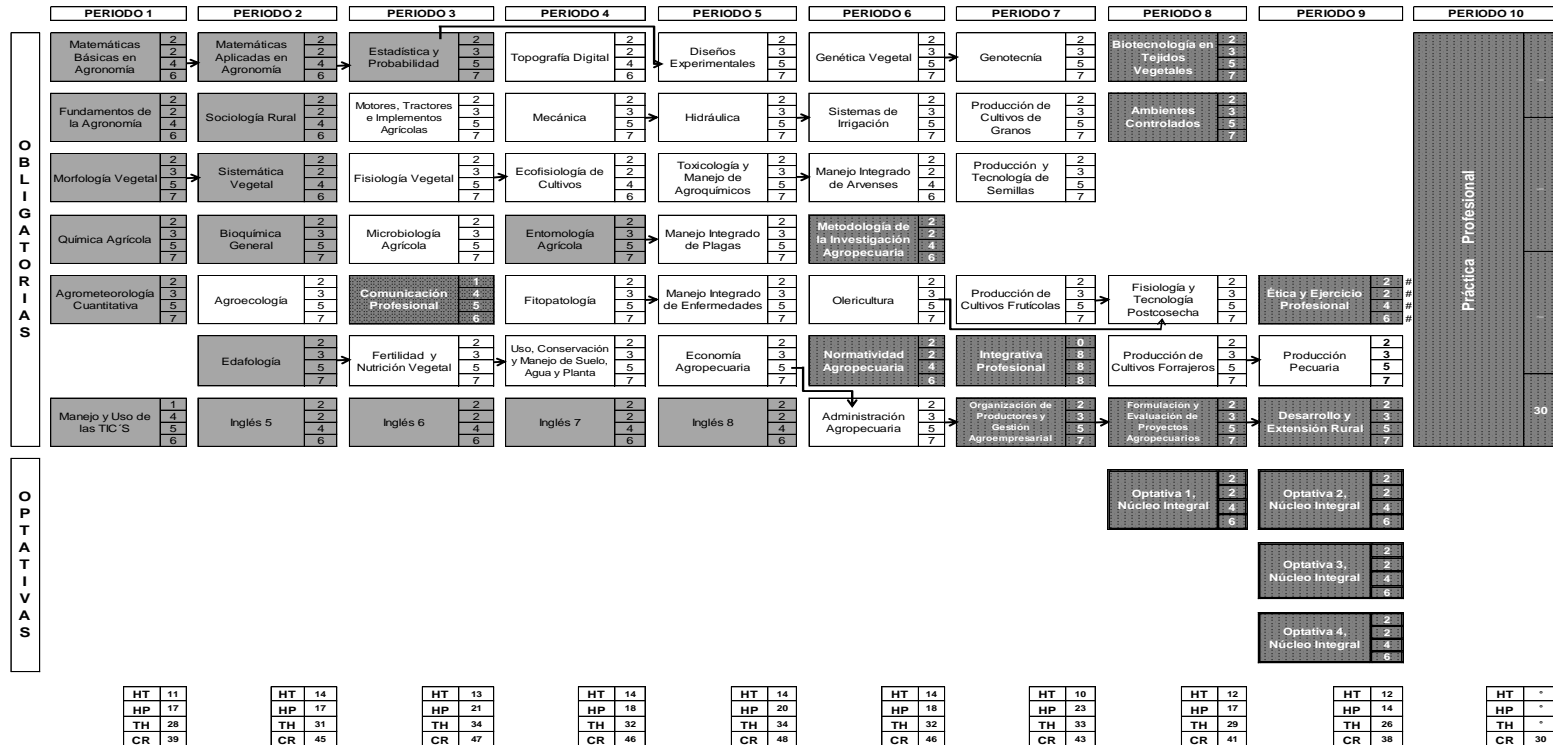 PERIODO 1 PERIODO 2 PERIODO 3 PERIODO 4 PERIODO 5 PERIODO 6 PERIODO 7 PERIODO 8 PERIODO 9 PERIODO 10
OBLIGATORIAS
Matemáticas
Básicas en
Agronomía
2
2
4
6
Matemáticas
Aplicadas en
Agronomía
2
2
4
6
Estadística y
Probabilidad
2
3
5
7
Topografía Digital
2
2
4
6
Diseños
Experimentales
2
3
5
7
Genética Vegetal
2
3
5
7
Genotecnía
2
3
5
7
Biotecnología en
Tejidos
Vegetales
2
3
5
7
Fundamentos de
la Agronomía
2
2
4
6
Sociología Rural
2
2
4
6
Motores, Tractores
e Implementos
Agrícolas
2
3
5
7
Mecánica
2
3
5
7
Hidráulica
2
3
5
7
Sistemas de
Irrigación
2
3
5
7
Producción de
Cultivos de
Granos
2
3
5
7
Ambientes
Controlados
2
3
5
7
Morfología Vegetal
2
3
5
7
Sistemática
Vegetal
2
2
4
6
Fisiología Vegetal
2
3
5
7
Ecofisiología de
Cultivos
2
2
4
6
Toxicología y
Manejo de
Agroquímicos
2
3
5
7
Manejo Integrado
de Arvenses
2
2
4
6
Producción y
Tecnología de
Semillas
2
3
5
7
Química Agrícola
2
3
5
7
Bioquímica
General
2
3
5
7
Microbiología
Agrícola
2
3
5
7
Entomología
Agrícola
2
3
5
7
Manejo Integrado
de Plagas
2
3
5
7
Metodología de
la Investigación
Agropecuaria
2
2
4
6
Agrometeorología
Cuantitativa
2
3
5
7
Agroecología
2
3
5
7
Comunicación
Profesional
1
4
5
6
Fitopatología
2
3
5
7
Manejo Integrado
de Enfermedades
2
3
5
7
Olericultura
2
3
5
7
Producción de
Cultivos Frutícolas
2
3
5
7
Fisiología y
Tecnología
Postcosecha
2
3
5
7
Ética y Ejercicio
Profesional
2 #
2 #
4 #
6 #
Edafología
2
3
5
7
Fertilidad y
Nutrición Vegetal
2
3
5
7
Uso, Conservación
y Manejo de Suelo,
Agua y Planta
2
3
5
7
Economía
Agropecuaria
2
3
5
7
Normatividad
Agropecuaria
2
2
4
6
Integrativa
Profesional
0
8
8
8
Producción de
Cultivos Forrajeros
2
3
5
7
Producción
Pecuaria
2
3
5
7
Manejo y Uso de
las TIC´S
1
4
5
6
Inglés 5
2
2
4
6
Inglés 6
2
2
4
6
Inglés 7
2
2
4
6
Inglés 8
2
2
4
6
Administración
Agropecuaria
2
3
5
7
Organización de
Productores y
Gestión
Agroempresarial
2
3
5
7
Formulación y
Evaluación de
Proyectos
Agropecuarios
2
3
5
7
Desarrollo y
Extensión Rural
2
3
5
7
Práctica Profesional
–
–
–
30
OPTATIVAS
Optativa 1,
Núcleo Integral
2
2
4
6
Optativa 2,
Núcleo Integral
2
2
4
6
Optativa 3,
Núcleo Integral
2
2
4
6
Optativa 4,
Núcleo Integral
2
2
4
6
HT 11 HT 14 HT 13 HT 14 HT 14 HT 14 HT 10 HT 12 HT 12 HT *
HP 17 HP 17 HP 21 HP 18 HP 20 HP 18 HP 23 HP 17 HP 14 HP *
TH 28 TH 31 TH 34 TH 32 TH 34 TH 32 TH 33 TH 29 TH 26 TH *
CR 39 CR 45 CR 47 CR 46 CR 48 CR 46 CR 43 CR 41 CR 38 CR 30